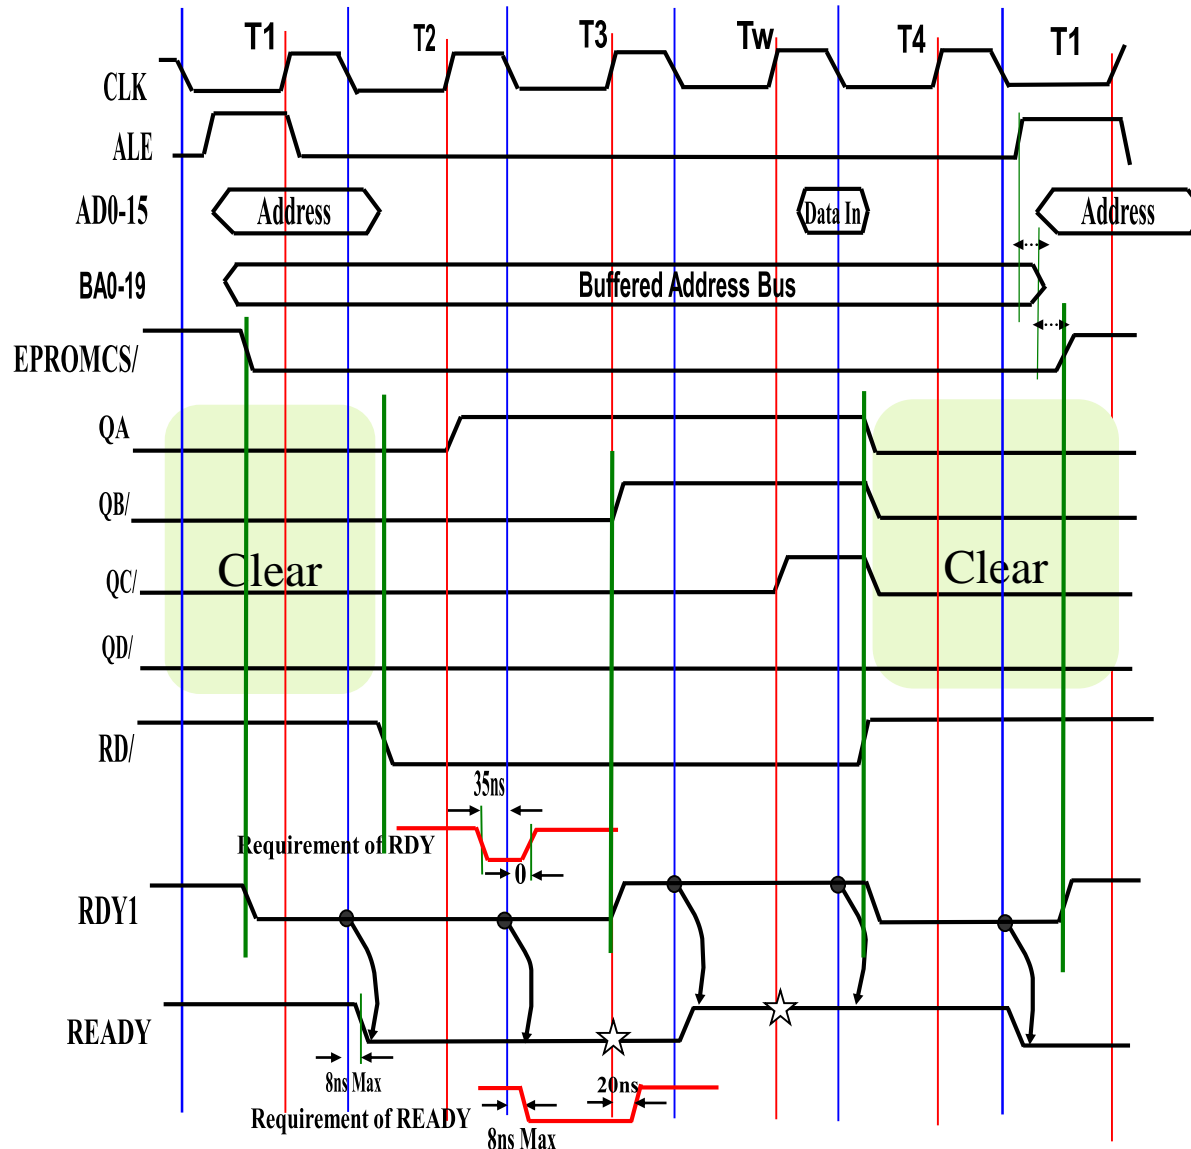 T1
T2
T3
Tw
T4
T1
CLK
ALE
AD0-15
Address
Data In
Address
BA0-19
Buffered Address Bus
EPROMCS/
QA
QB/
Clear
Clear
QC/
QD/
RD/
35ns
Requirement of RDY
0
RDY1
READY
8ns Max
20ns
Requirement of READY
8ns Max